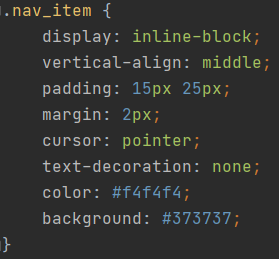 .nav_item {
display: inline-block;
vertical-align: middle;
padding: 15px 25px;
margin: 2px;
cursor: pointer;
text-decoration: none;
color: #f4f4f4;
background: #373737;
}